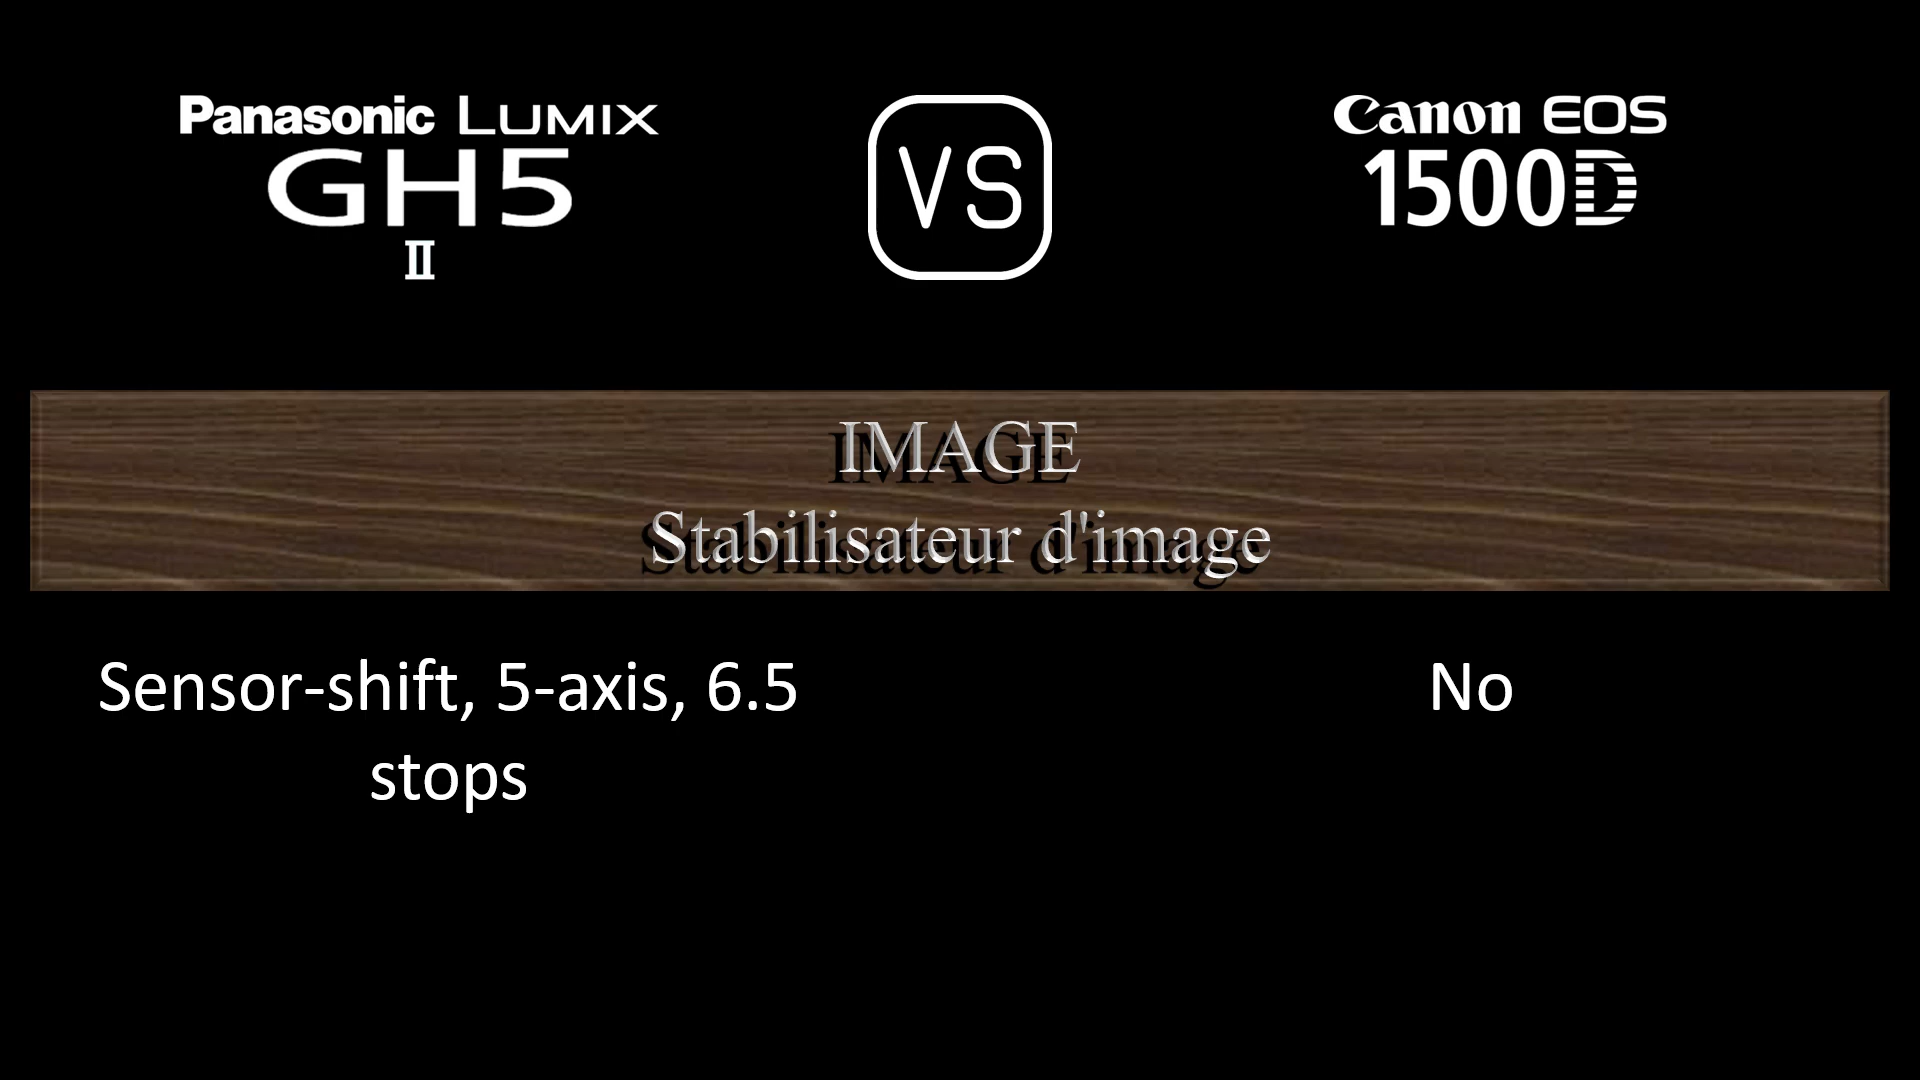 Panasonic LUMIX
GH5
II
VS
Canon EOS
1500D
IMAGE
Stabilisateur d'image
Sensor-shift, 5-axis, 6.5
stops
No